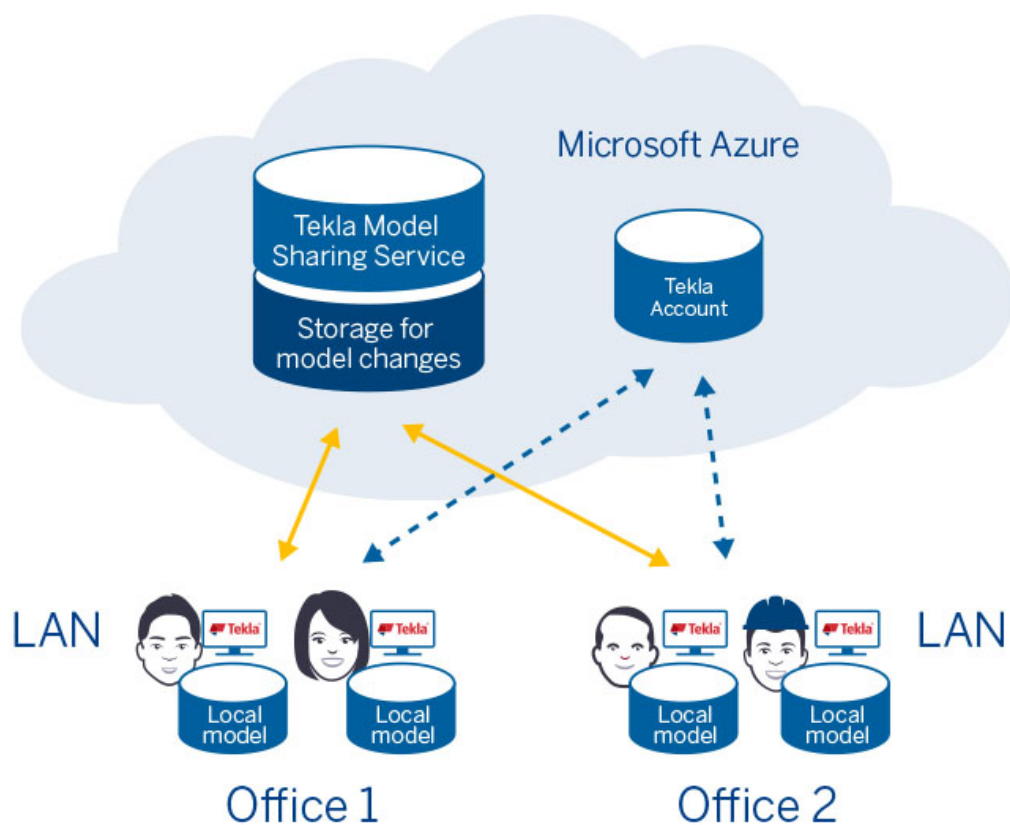 Microsoft Azure
Tekla Model
Sharing Service
Storage for
model changes
Tekla
Account
LAN
Tekla
Tekla
Tekla
Tekla
LAN
Local
model
Local
model
Local
model
Local
model
Office 1
Office 2